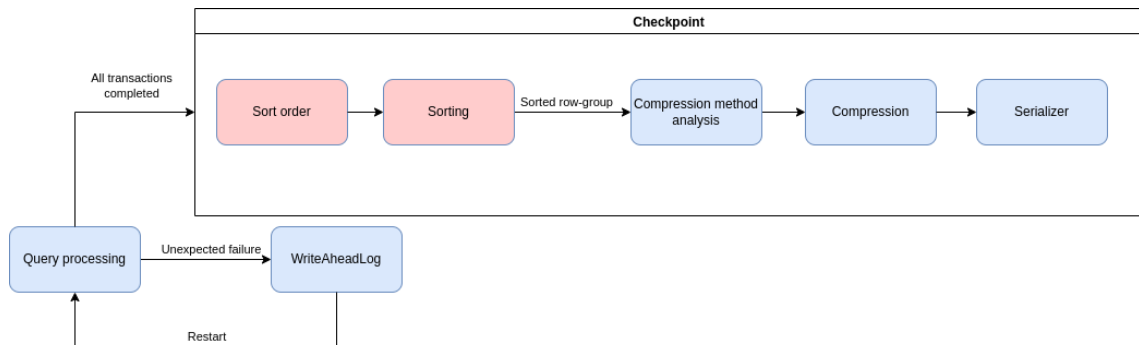 Checkpoint
All transactions
completed
Sort order
Sorting
Sorted row-group
Compression method
analysis
Compression
Serializer
Query processing
Unexpected failure
WriteAheadLog
Restart